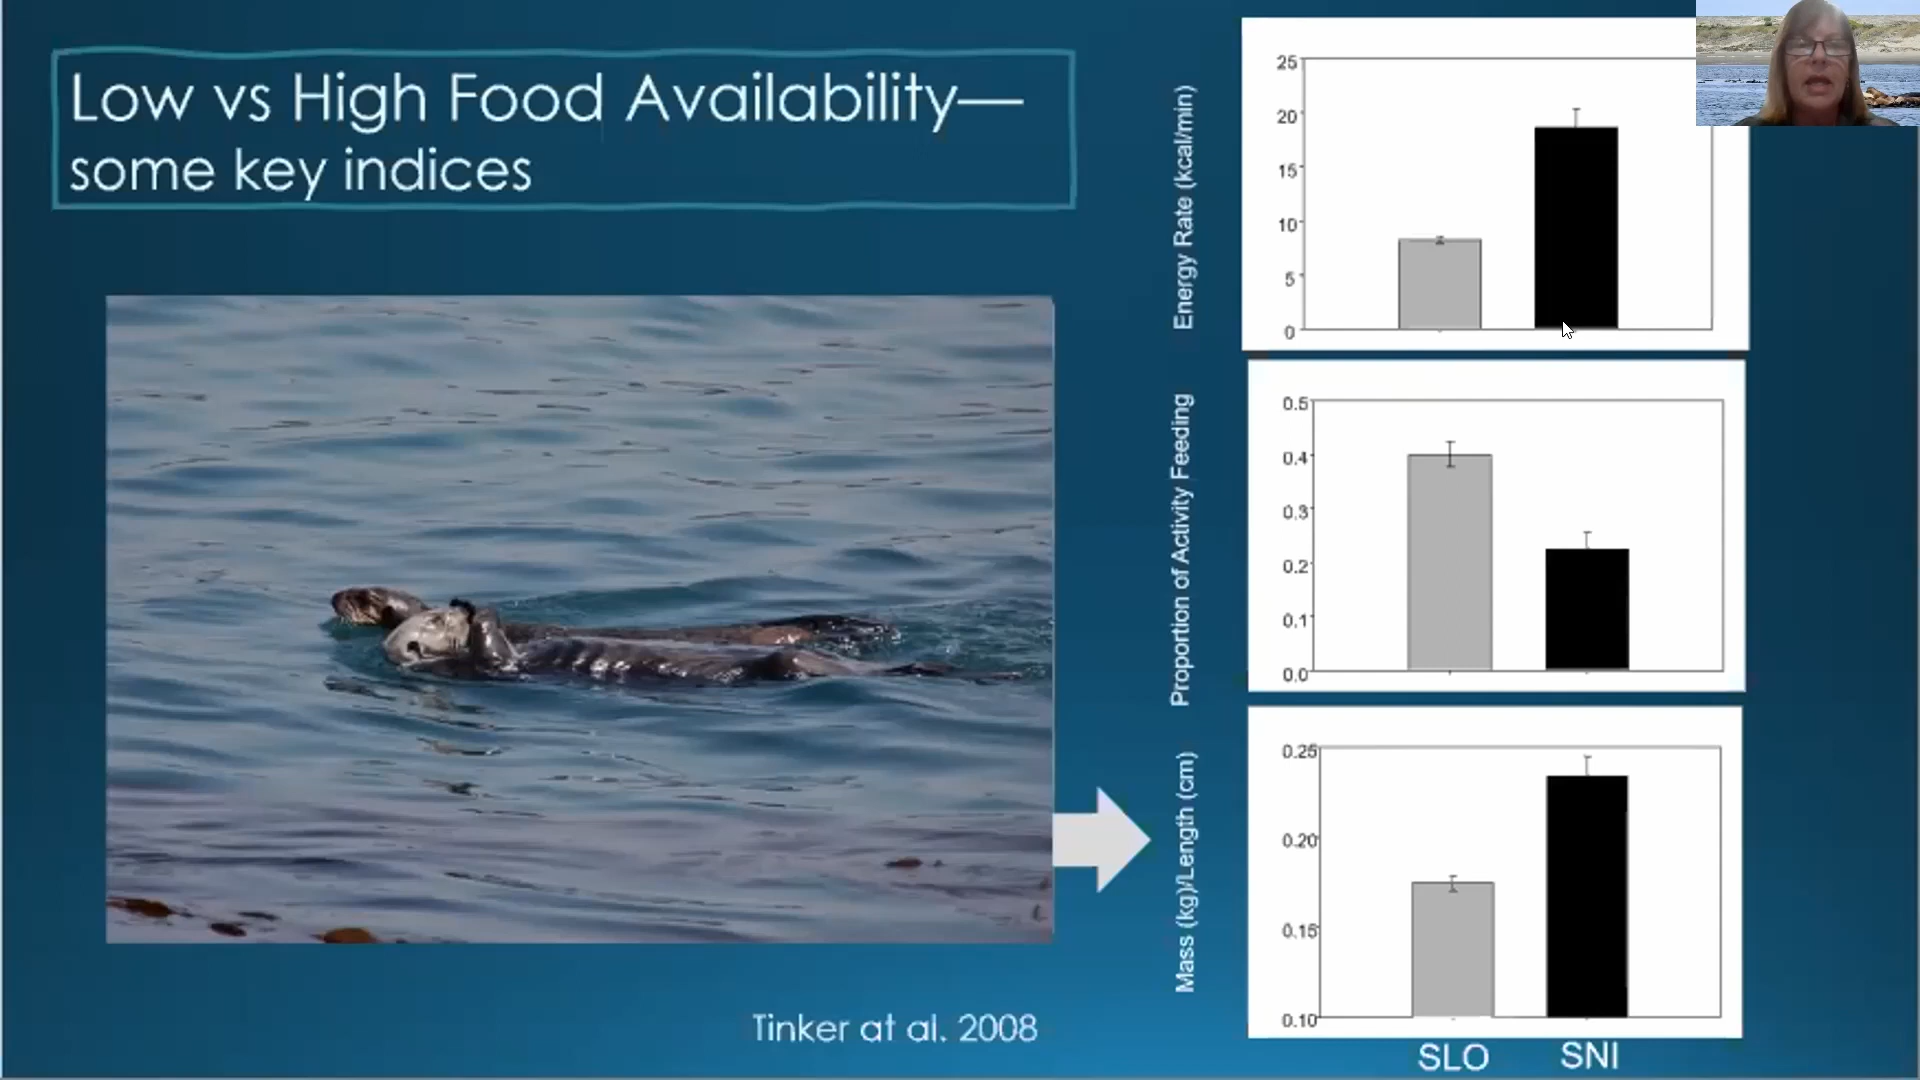 Low vs High Food Availability—
some key indices
Energy Rate (kcal/min)
25
20
15
10
5
0
Proportion of Activity Feeding
0.5
0.4
0.3
0.2
0.1
0.0
Mass (kg)/Length (cm)
0.25
0.20
0.15
0.10
SLO SNI
Tinker at al. 2008